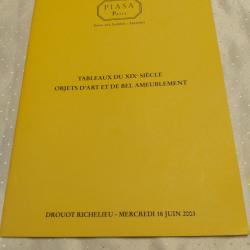 PIASA
PARIS
TABLEAUX DU XIXe SIÈCLE
OBJETS D'ART ET DE BEL AMEUBLEMENT
DROUOT RICHELIEU - MERCREDI 18 JUIN 2003